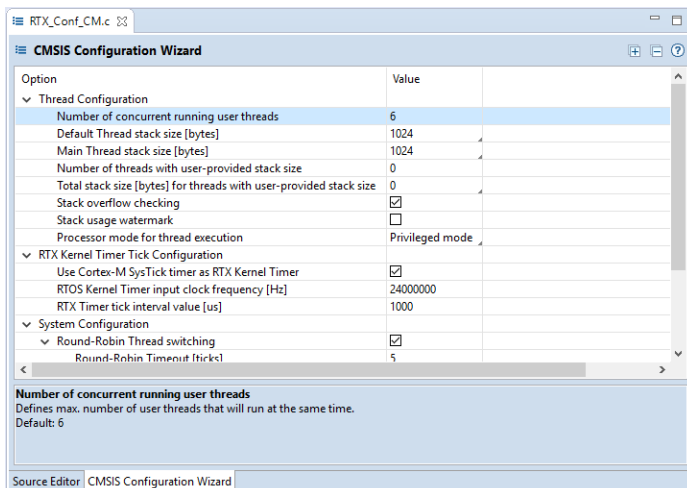 RTX_Conf_CM.c
CMSIS Configuration Wizard
Option Value
Thread Configuration
Number of concurrent running user threads 6
Default Thread stack size [bytes] 1024
Main Thread stack size [bytes] 1024
Number of threads with user-provided stack size 0
Total stack size [bytes] for threads with user-provided stack size 0
Stack overflow checking
Stack usage watermark
Processor mode for thread execution Privileged mode
RTX Kernel Timer Tick Configuration
Use Cortex-M SysTick timer as RTX Kernel Timer
RTOS Kernel Timer input clock frequency [Hz] 24000000
RTX Timer tick interval value [us] 1000
System Configuration
Round-Robin Thread switching
Round-Robin Timeout [ticks] 5
Number of concurrent running user threads
Defines max. number of user threads that will run at the same time.
Default: 6
Source Editor CMSIS Configuration Wizard